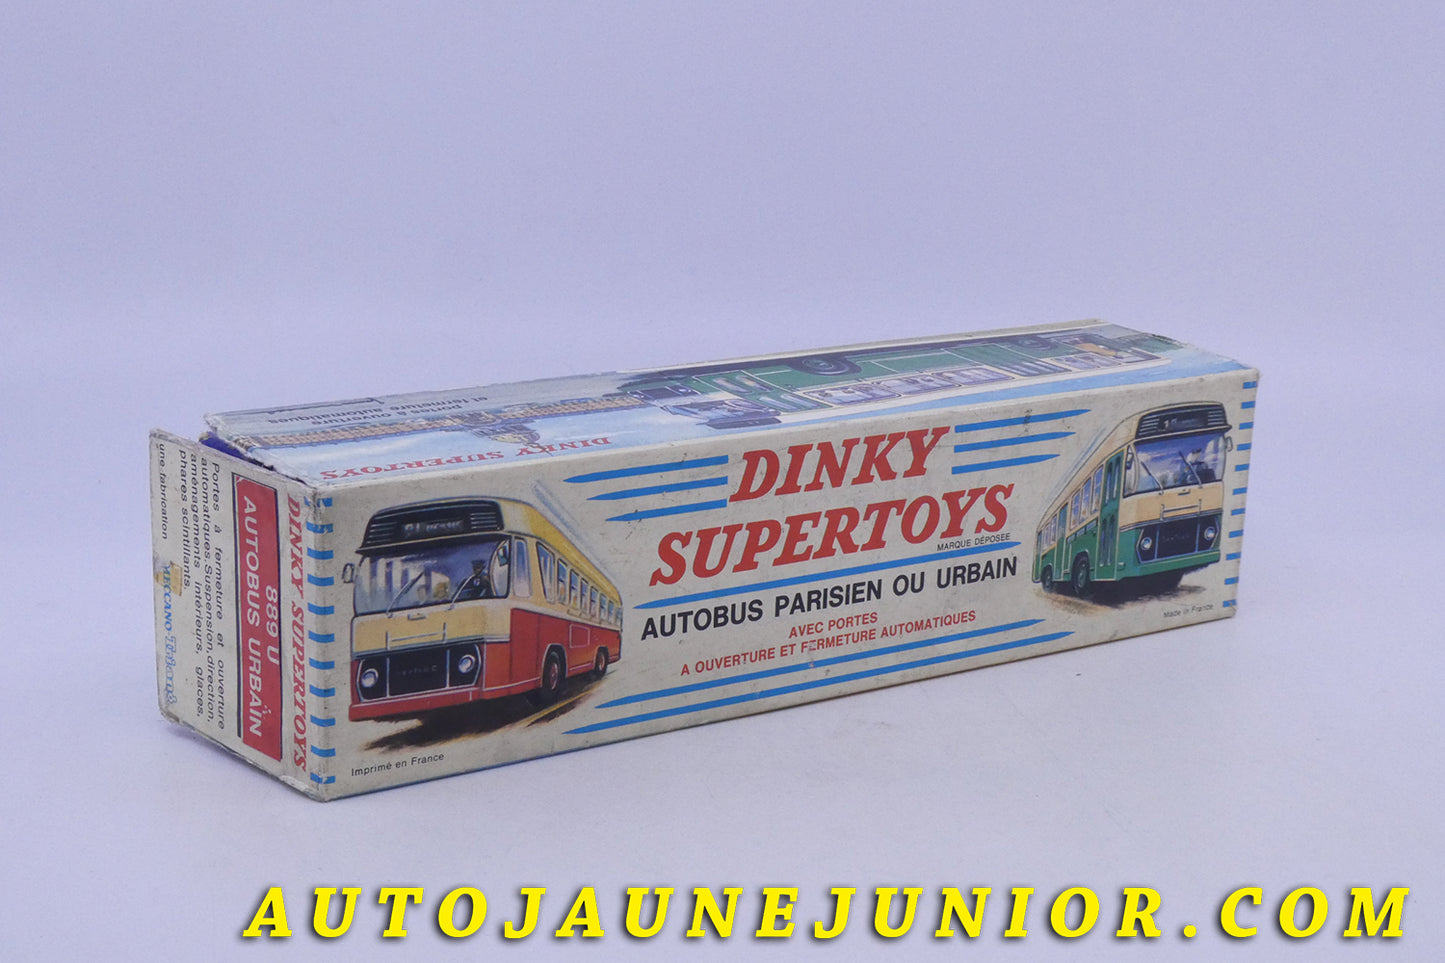 portes ouverture
et fermeture automatiques
DINKY SUPERTOYS
DINKY
SUPERTOYS
MARQUE DÉPOSÉE
AUTOBUS PARISIEN OU URBAIN
AVEC PORTES
A OUVERTURE ET FERMETURE AUTOMATIQUES
Imprimé en France
Made in France
DINKY SUPERTOYS
889 U
AUTOBUS URBAIN
Portes à fermeture et ouverture
automatiques. Suspension, direction,
aménagements intérieurs, glaces,
phares scintillants.
une fabrication
MECCANO Triang
AUTOJAUNEJUNIOR.COM